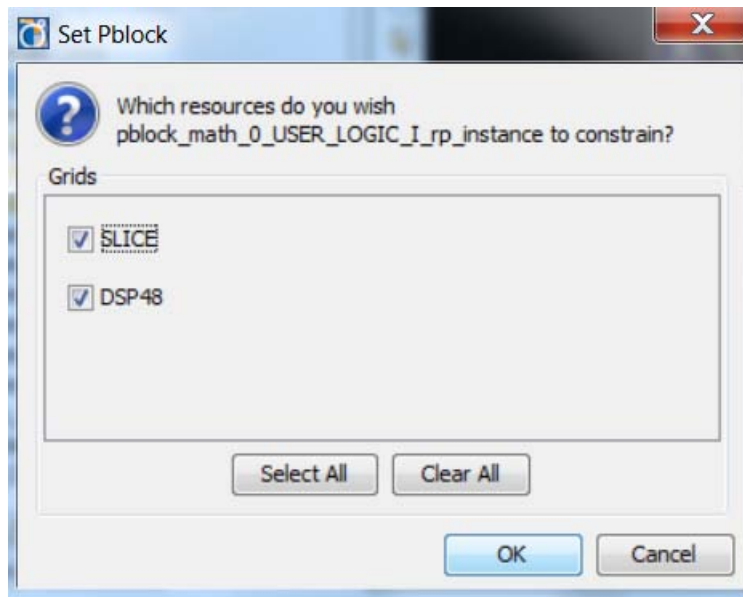 Set Pblock
X
Which resources do you wish
pblock_math_0_USER_LOGIC_I_rp_instance to constrain?
Grids
SLICE
DSP48
Select All Clear All
OK Cancel